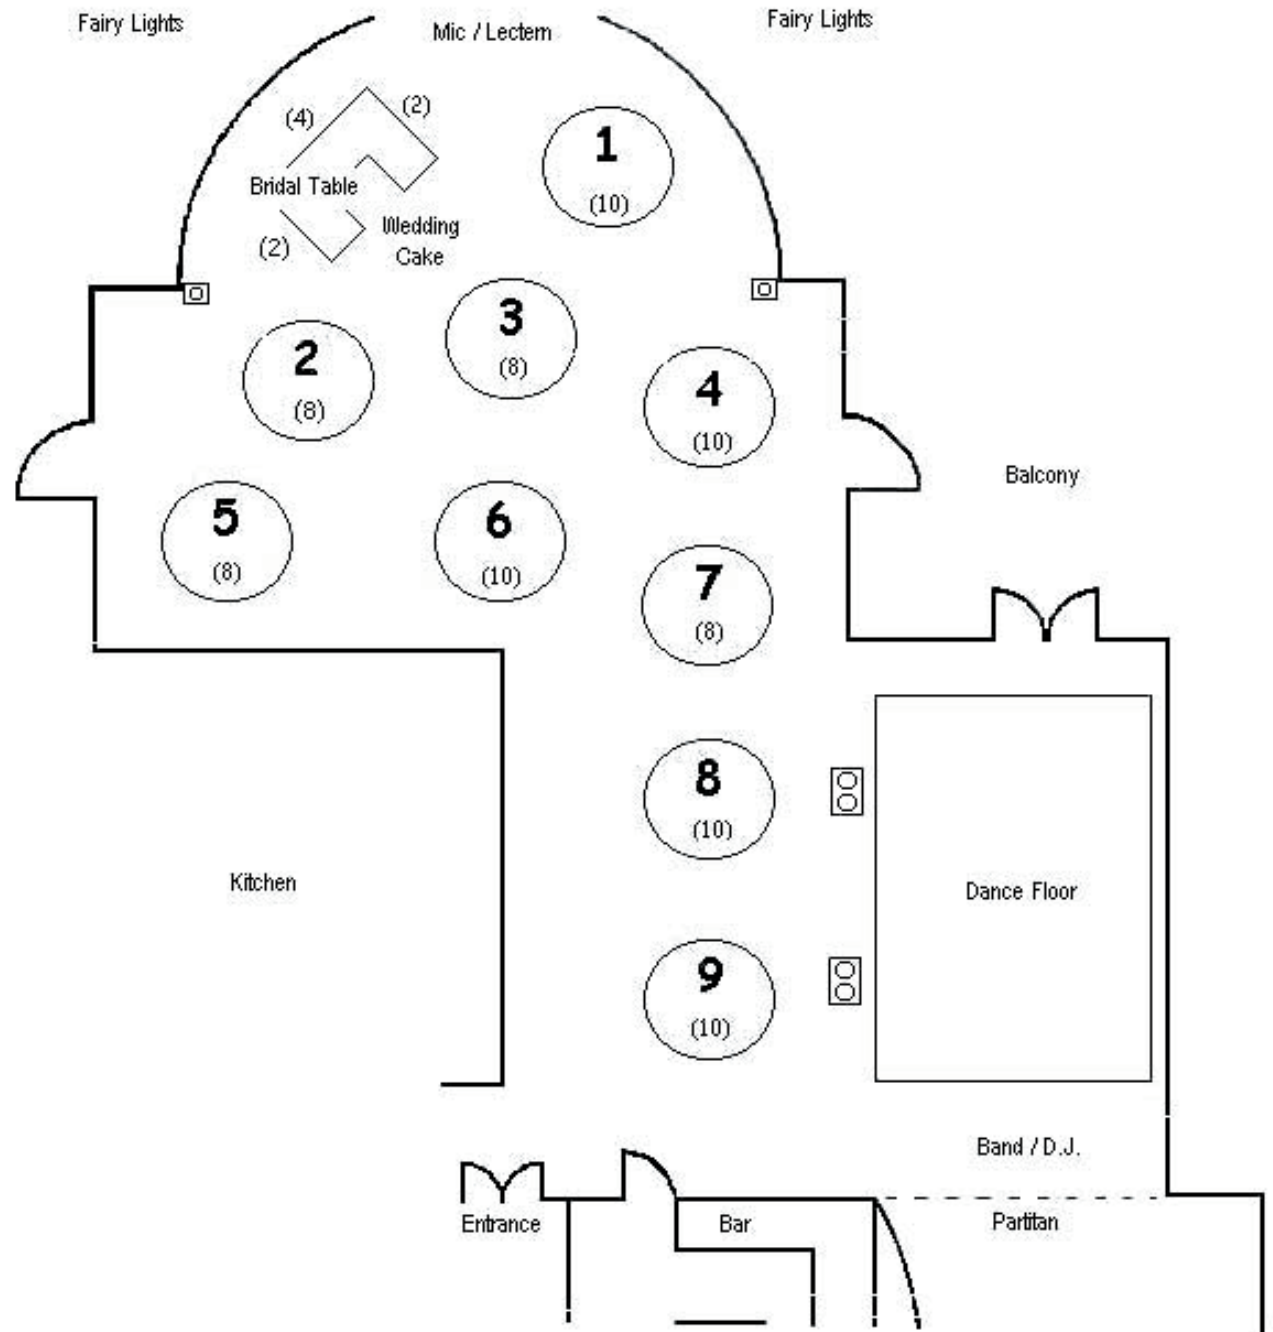 Fairy Lights
Mic / Lectern
Fairy Lights
(4)
(2)
1
(10)
Bridal Table
Wedding
Cake
(2)
3
(8)
2
(8)
4
(10)
Balcony
5
(8)
6
(10)
7
(8)
8
(10)
Kitchen
Dance Floor
9
(10)
Band / D.J.
Entrance
Bar
Partitan